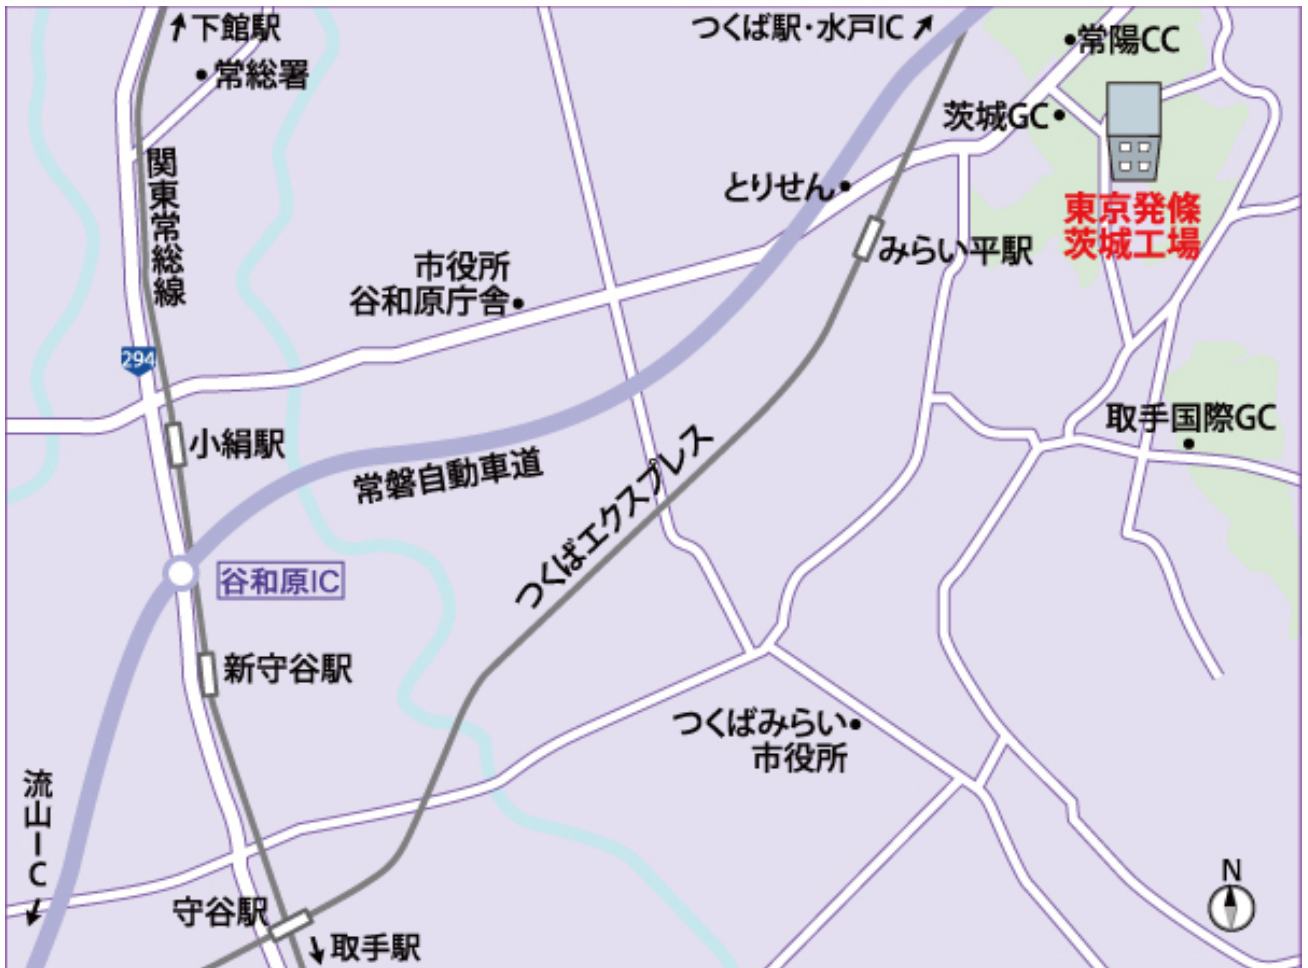 下館駅
つくば駅・水戸IC
常陽CC
常総署
茨城GC
関東常総線
とりせん
東京発條
茨城工場
みらい平駅
市役所
谷和原庁舎
294
取手国際GC
小絹駅
常磐自動車道
つくばエクスプレス
谷和原IC
新守谷駅
つくばみらい
市役所
流山IC
N
守谷駅
取手駅